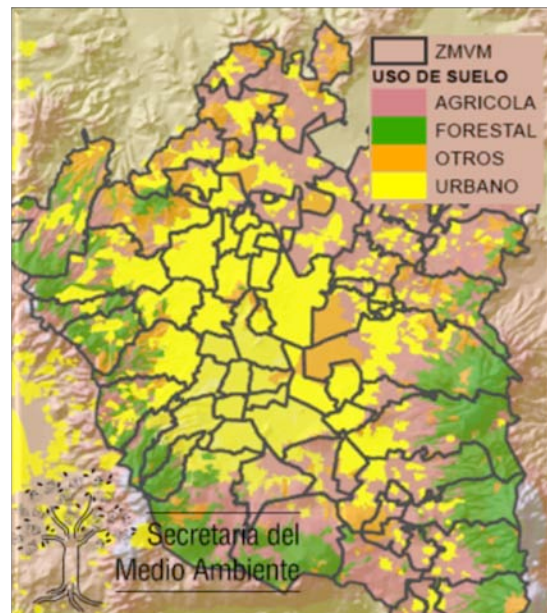 ZMVM
USO DE SUELO
AGRICOLA
FORESTAL
OTROS
URBANO
Secretaría del
Medio Ambiente